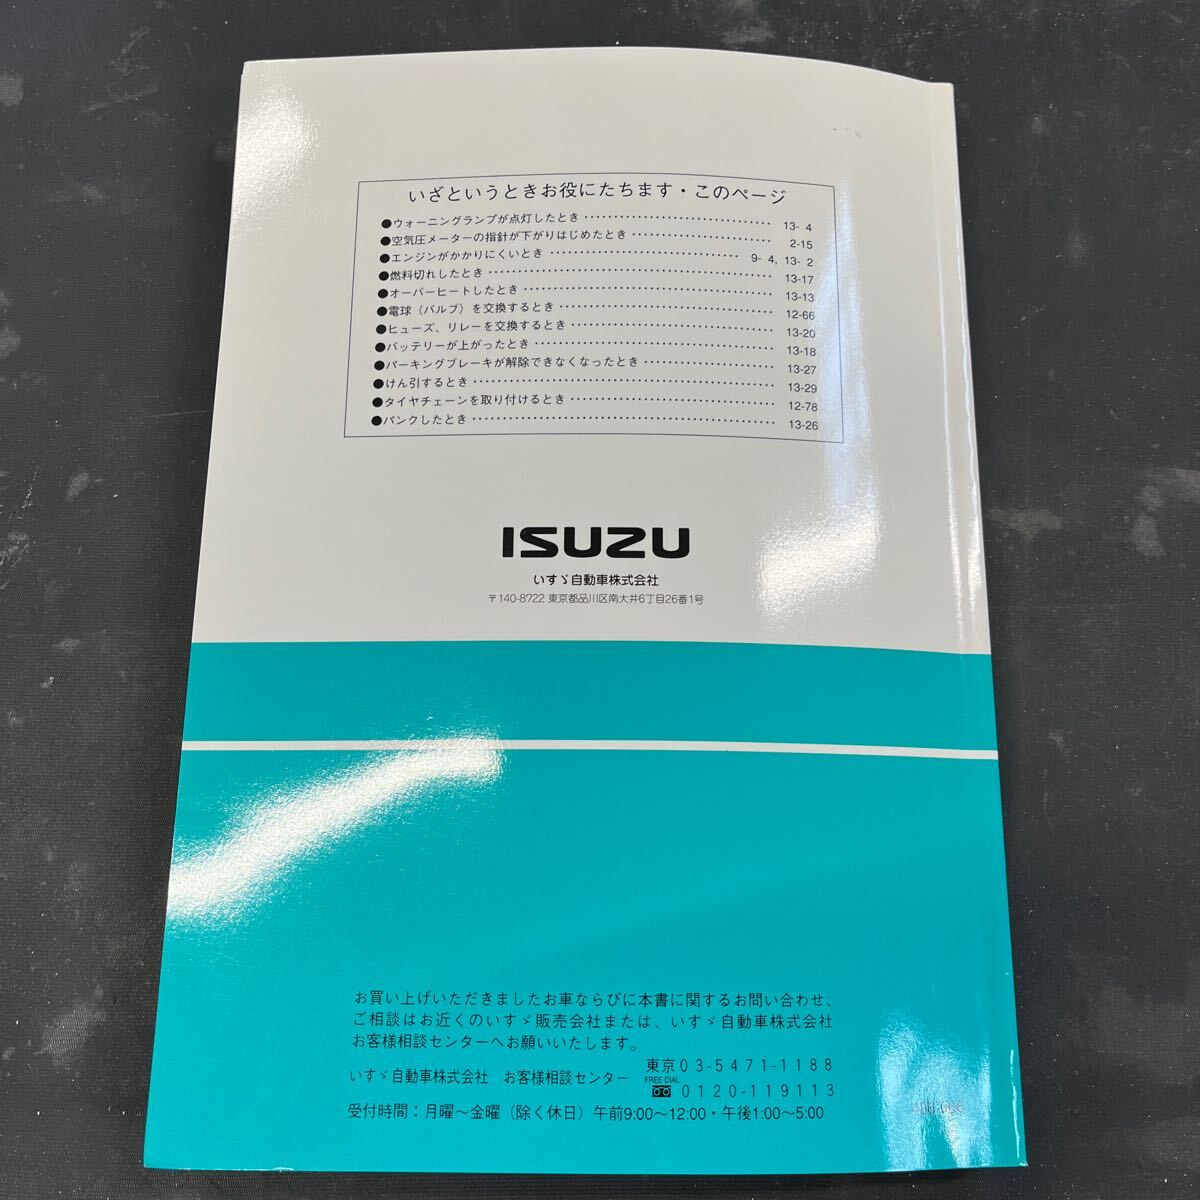 いざというときお役にたちます・このページ
●ウォーニングランプが点灯したとき 13- 4
●空気圧メーターの指針が下がりはじめたとき 2-15
●エンジンがかかりにくいとき 9- 4, 13- 2
●燃料切れしたとき 13-17
●オーバーヒートしたとき 13-13
●電球（バルブ）を交換するとき 12-66
●ヒューズ、リレーを交換するとき 13-20
●バッテリーが上がったとき 13-18
●パーキングブレーキが解除できなくなったとき 13-27
●けん引するとき 13-29
●タイヤチェーンを取り付けるとき 12-78
●パンクしたとき 13-26
ISUZU
いすゞ自動車株式会社
〒140-8722 東京都品川区南大井6丁目26番1号
お買い上げいただきましたお車ならびに本書に関するお問い合わせ、
ご相談はお近くのいすゞ販売会社または、いすゞ自動車株式会社
お客様相談センターへお願いいたします。
いすゞ自動車株式会社 お客様相談センター
東京03-5471-1188
FREE DIAL
0120-119113
受付時間：月曜～金曜（除く休日）午前9:00～12:00・午後1:00～5:00